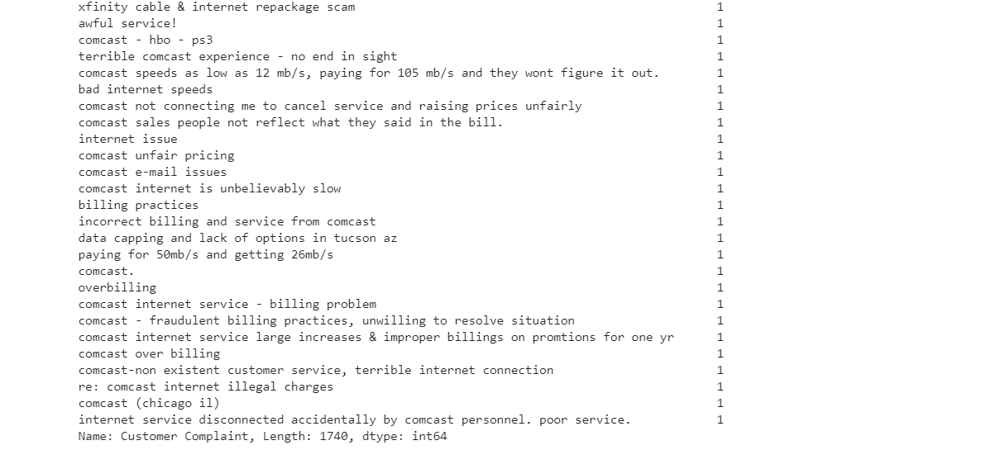 xfinity cable & internet repackage scam 1
awful service! 1
comcast - hbo - ps3 1
terrible comcast experience - no end in sight 1
comcast speeds as low as 12 mb/s, paying for 105 mb/s and they wont figure it out. 1
bad internet speeds 1
comcast not connecting me to cancel service and raising prices unfairly 1
comcast sales people not reflect what they said in the bill. 1
internet issue 1
comcast unfair pricing 1
comcast e-mail issues 1
comcast internet is unbelievably slow 1
billing practices 1
incorrect billing and service from comcast 1
data capping and lack of options in tucson az 1
paying for 50mb/s and getting 26mb/s 1
comcast. 1
overbilling 1
comcast internet service - billing problem 1
comcast - fraudulent billing practices, unwilling to resolve situation 1
comcast internet service large increases & improper billings on promtions for one yr 1
comcast over billing 1
comcast-non existent customer service, terrible internet connection 1
re: comcast internet illegal charges 1
comcast (chicago il) 1
internet service disconnected accidentally by comcast personnel. poor service. 1
Name: Customer Complaint, Length: 1740, dtype: int64